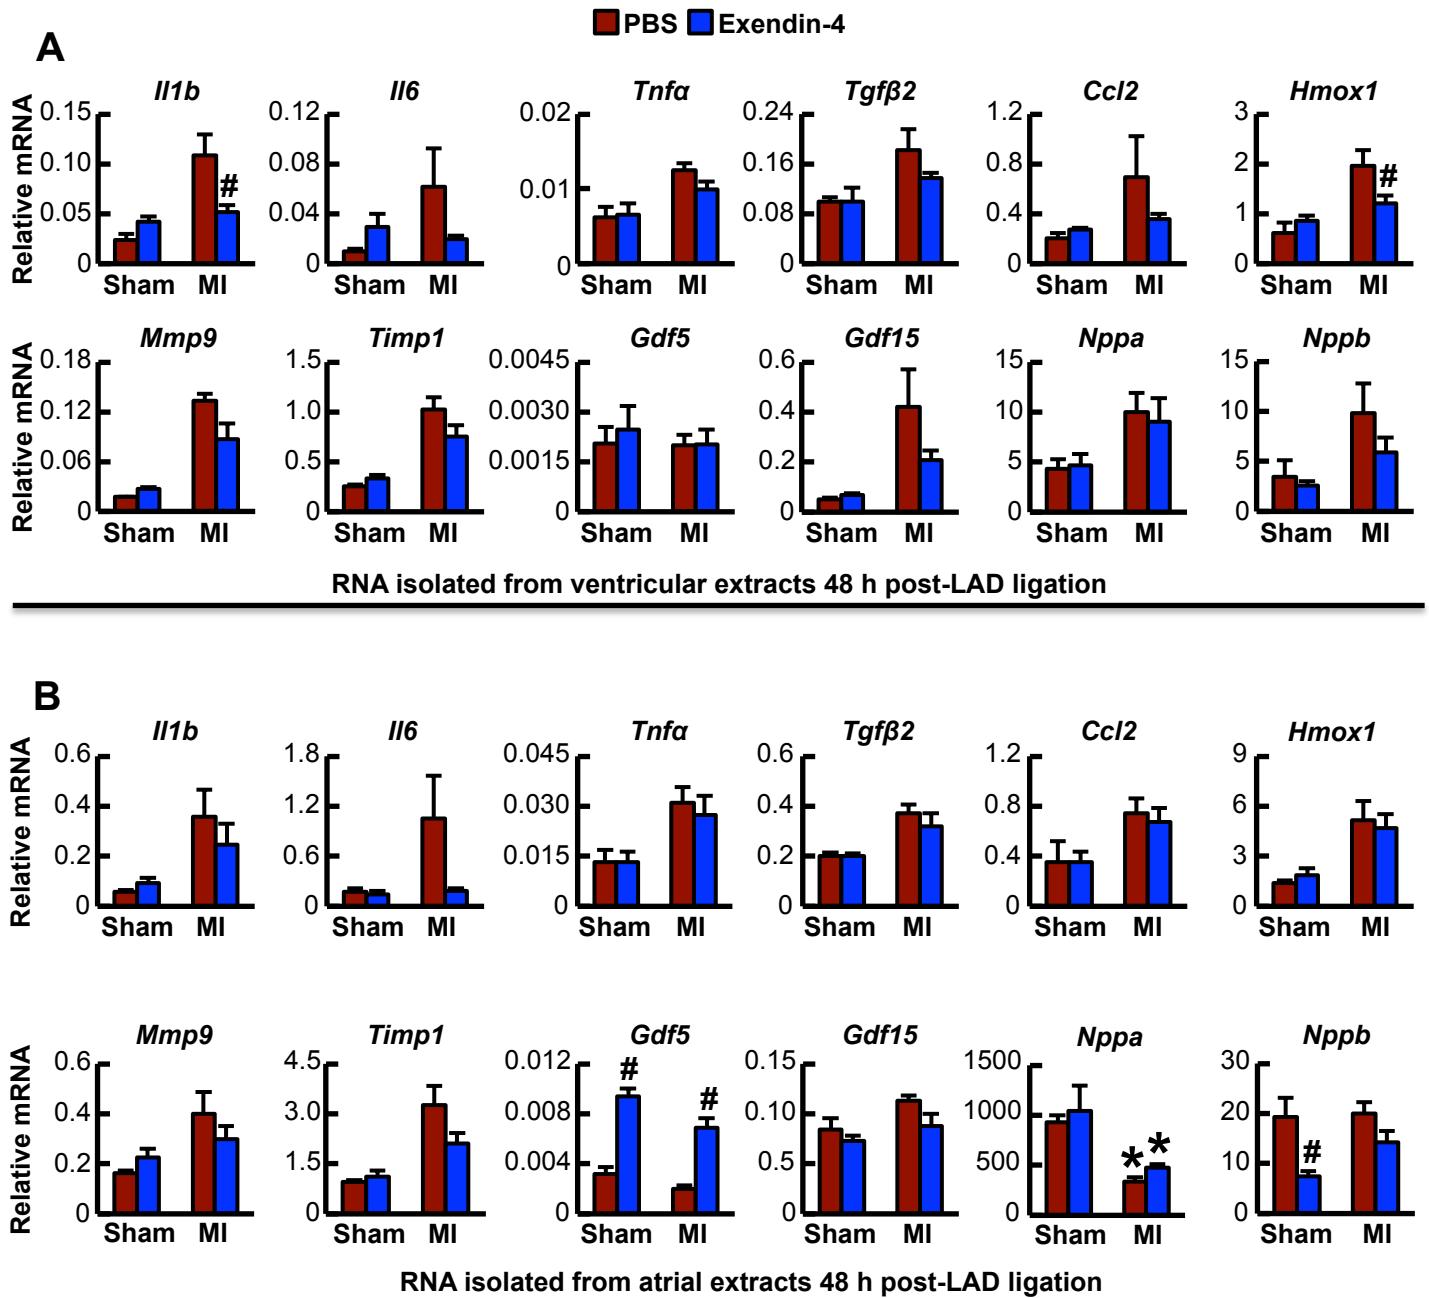 PBS Exendin-4
A
Il1b Il6 Tnfα Tgfβ2 Ccl2 Hmox1
Relative mRNA
0.15 0.10 0.05 0
0.12 0.08 0.04 0
0.02 0.01 0
0.24 0.16 0.08 0
1.2 0.8 0.4 0
3 2 1 0
# #
Sham MI Sham MI Sham MI Sham MI Sham MI Sham MI
Mmp9 Timp1 Gdf5 Gdf15 Nppa Nppb
Relative mRNA
0.18 0.12 0.06 0
1.5 1.0 0.5 0
0.0045 0.0030 0.0015 0
0.6 0.4 0.2 0
15 10 5 0
15 10 5 0
Sham MI Sham MI Sham MI Sham MI Sham MI Sham MI
RNA isolated from ventricular extracts 48 h post-LAD ligation
B
Il1b Il6 Tnfα Tgfβ2 Ccl2 Hmox1
Relative mRNA
0.6 0.4 0.2 0
1.8 1.2 0.6 0
0.045 0.030 0.015 0
0.6 0.4 0.2 0
1.2 0.8 0.4 0
9 6 3 0
Sham MI Sham MI Sham MI Sham MI Sham MI Sham MI
Mmp9 Timp1 Gdf5 Gdf15 Nppa Nppb
Relative mRNA
0.6 0.4 0.2 0
4.5 3.0 1.5 0
0.012 0.008 0.004 0
0.15 0.10 0.5 0
1500 1000 500 0
30 20 10 0
# # * * #
Sham MI Sham MI Sham MI Sham MI Sham MI Sham MI
RNA isolated from atrial extracts 48 h post-LAD ligation